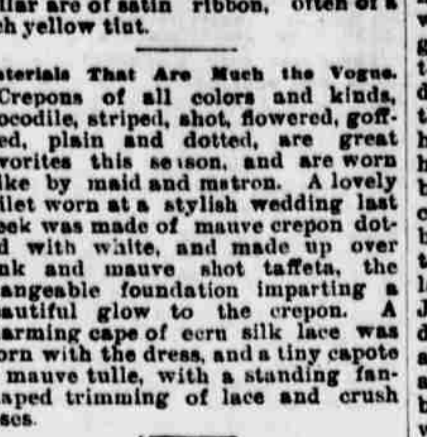 llar are of satin ribbon, often of a
ch yellow tint.
aterials That Are Much the Vogue.
Crepons of all colors and kinds,
ocodile, striped, shot, flowered, goff-
ed, plain and dotted, are great
vorites this season, and are worn
ike by maid and matron. A lovely
ilet worn at a stylish wedding last
eek was made of mauve crepon dot-
d with white, and made up over
nk and mauve shot taffeta, the
angeable foundation imparting a
autiful glow to the crepon. A
arming cape of ecru silk lace was
orn with the dress, and a tiny capote
mauve tulle, with a standing fan-
aped trimming of lace and crush
ses.